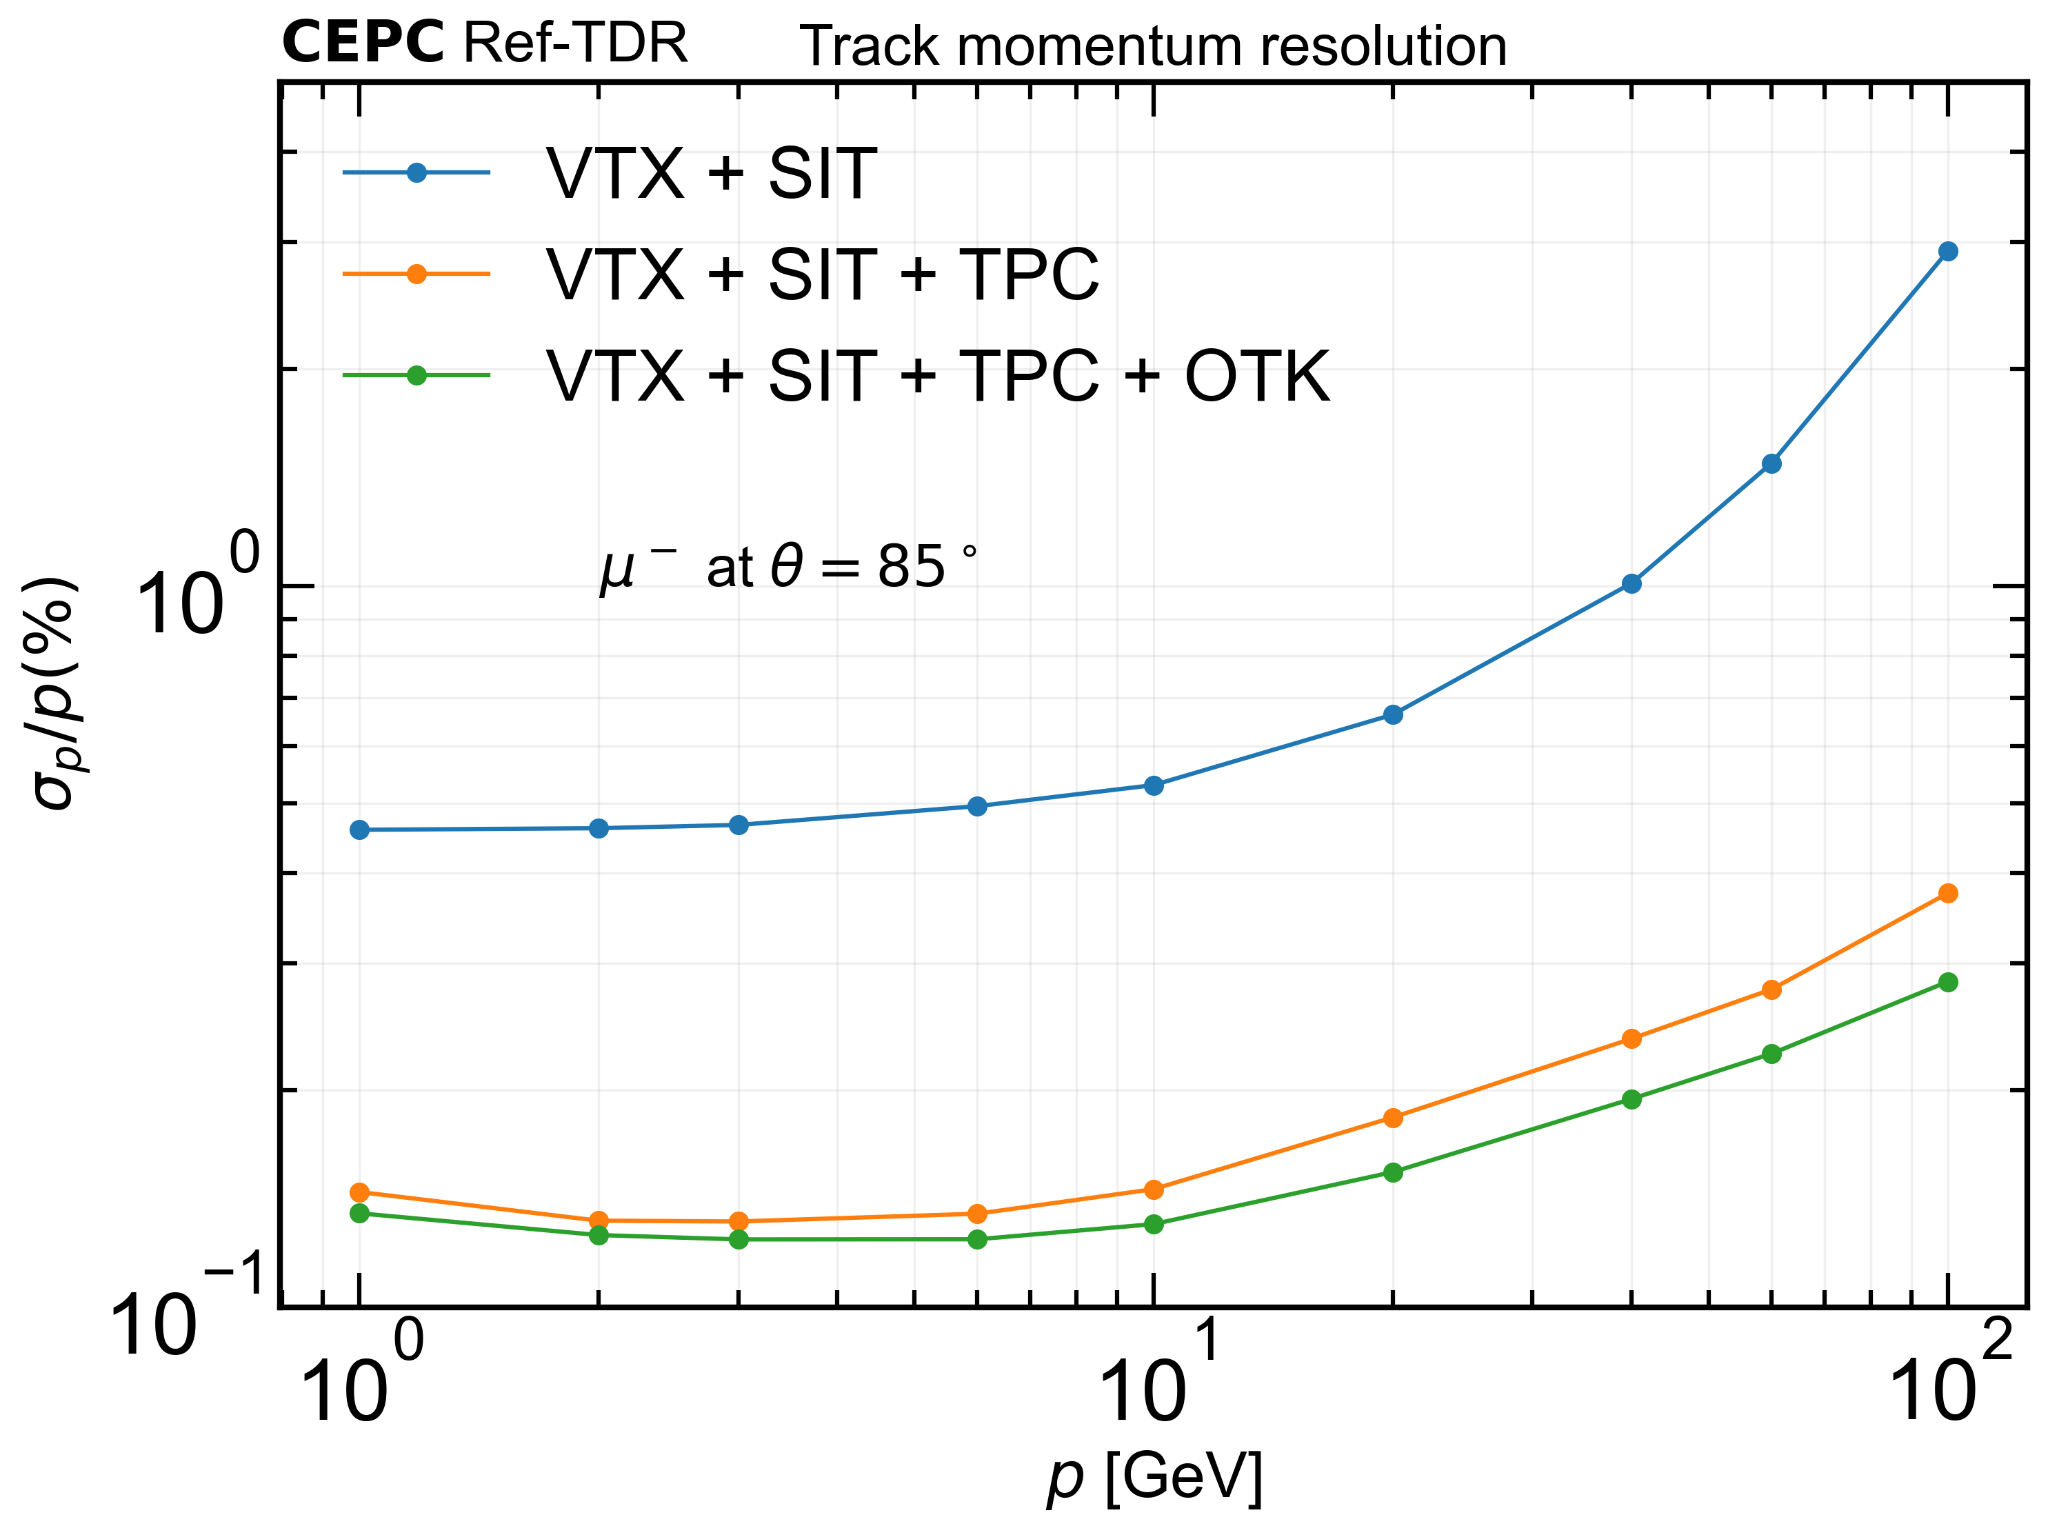 CEPC Ref-TDR Track momentum resolution
VTX + SIT
VTX + SIT + TPC
VTX + SIT + TPC + OTK
μ⁻ at θ = 85°
10⁰
10⁻¹
σₚ/p(%)
10⁰ 10¹ 10²
p [GeV]